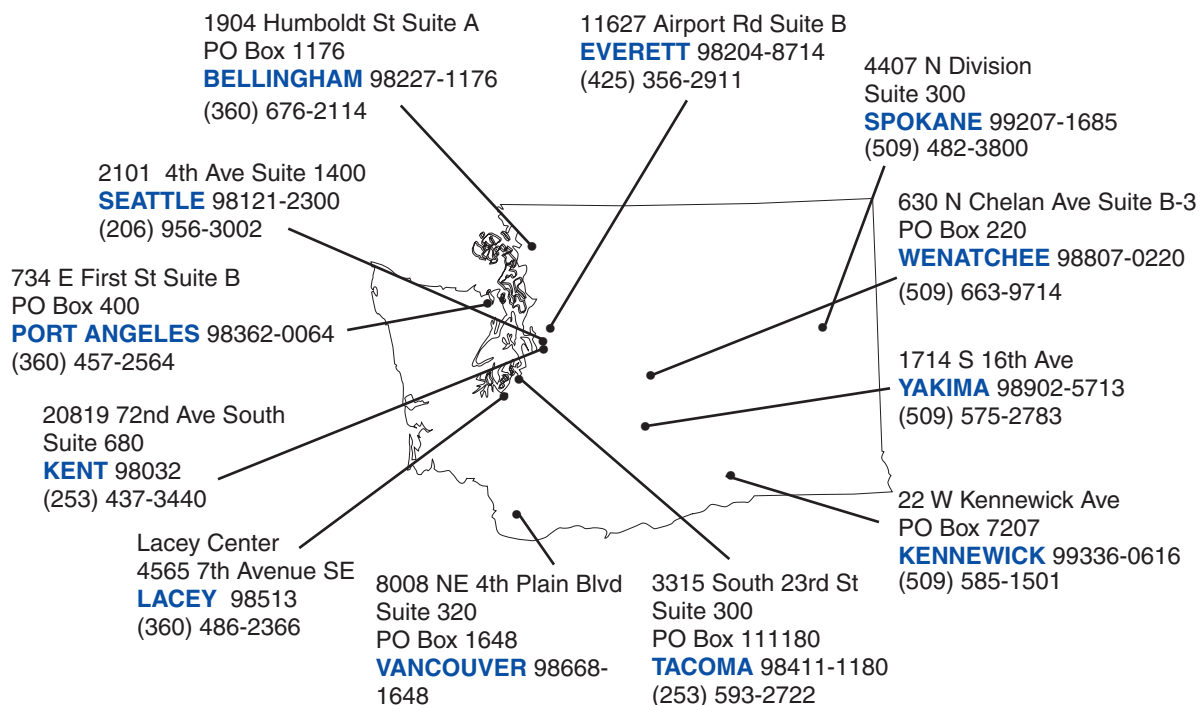 1904 Humboldt St Suite A
PO Box 1176
BELLINGHAM 98227-1176
(360) 676-2114
11627 Airport Rd Suite B
EVERETT 98204-8714
(425) 356-2911
4407 N Division
Suite 300
SPOKANE 99207-1685
(509) 482-3800
2101 4th Ave Suite 1400
SEATTLE 98121-2300
(206) 956-3002
630 N Chelan Ave Suite B-3
PO Box 220
WENATCHEE 98807-0220
(509) 663-9714
734 E First St Suite B
PO Box 400
PORT ANGELES 98362-0064
(360) 457-2564
1714 S 16th Ave
YAKIMA 98902-5713
(509) 575-2783
20819 72nd Ave South
Suite 680
KENT 98032
(253) 437-3440
22 W Kennewick Ave
PO Box 7207
KENNEWICK 99336-0616
(509) 585-1501
Lacey Center
4565 7th Avenue SE
LACEY 98513
(360) 486-2366
8008 NE 4th Plain Blvd
Suite 320
PO Box 1648
VANCOUVER 98668-
1648
3315 South 23rd St
Suite 300
PO Box 111180
TACOMA 98411-1180
(253) 593-2722